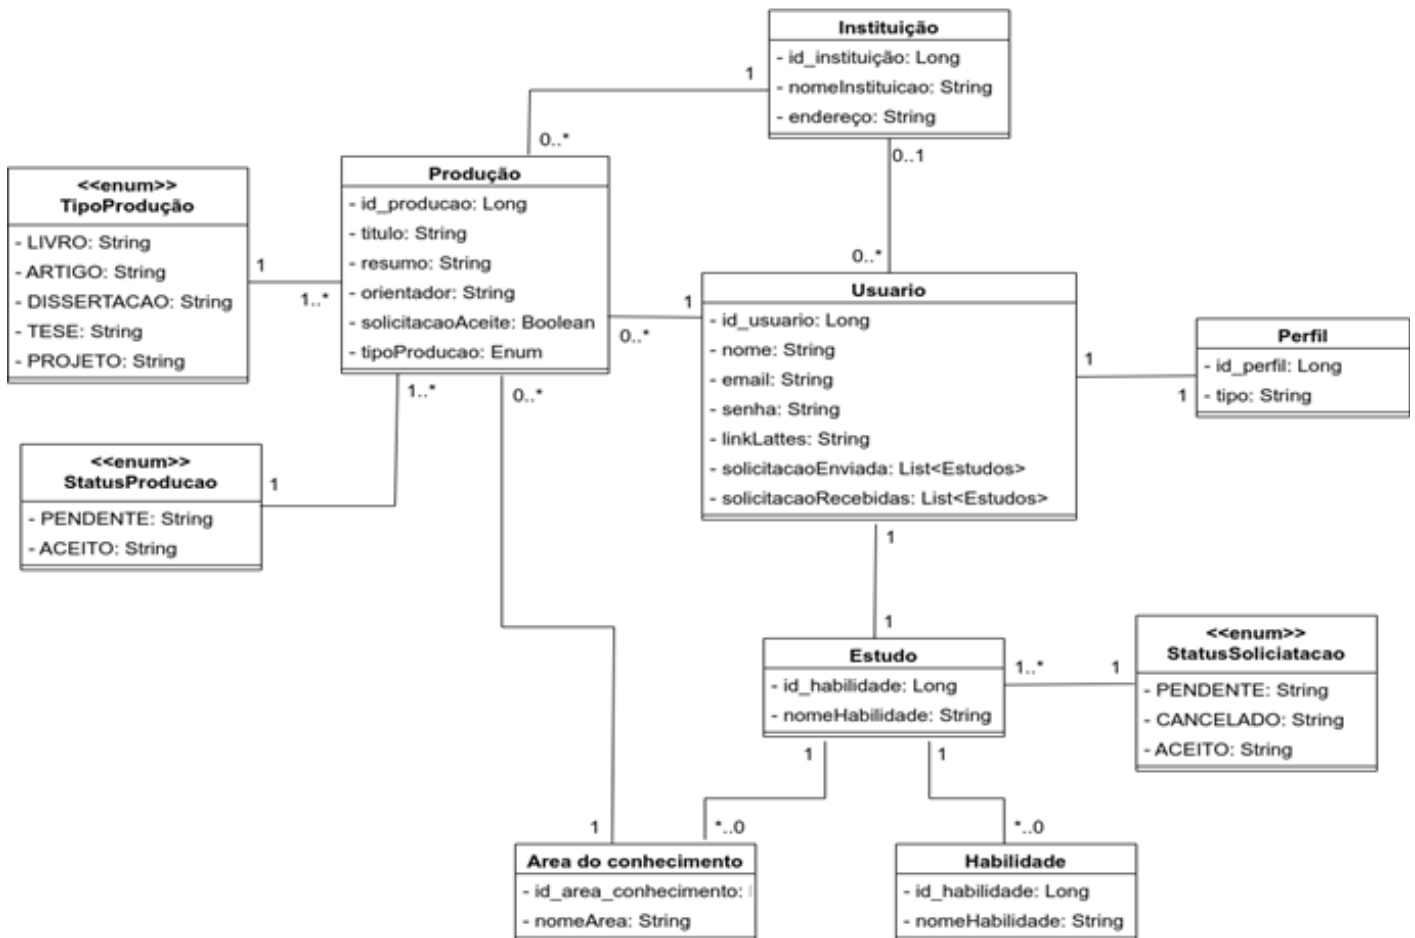 Instituição
- id_instituição: Long
- nomeInstituicao: String
- endereço: String
1
0..*
0..1
<<enum>>
TipoProdução
- LIVRO: String
- ARTIGO: String
- DISSERTACAO: String
- TESE: String
- PROJETO: String
1
1..*
Produção
- id_producao: Long
- titulo: String
- resumo: String
- orientador: String
- solicitacaoAceite: Boolean
- tipoProducao: Enum
0..*
1
0..*
Usuario
- id_usuario: Long
- nome: String
- email: String
- senha: String
- linkLattes: String
- solicitacaoEnviada: List<Estudos>
- solicitacaoRecebidas: List<Estudos>
1
1
Perfil
- id_perfil: Long
- tipo: String
1..*
0..*
<<enum>>
StatusProducao
- PENDENTE: String
- ACEITO: String
1
1
1
Estudo
- id_habilidade: Long
- nomeHabilidade: String
1..*
1
<<enum>>
StatusSoliciatacao
- PENDENTE: String
- CANCELADO: String
- ACEITO: String
1
1
1
*..0
*..0
Area do conhecimento
- id_area_conhecimento:
- nomeArea: String
Habilidade
- id_habilidade: Long
- nomeHabilidade: String